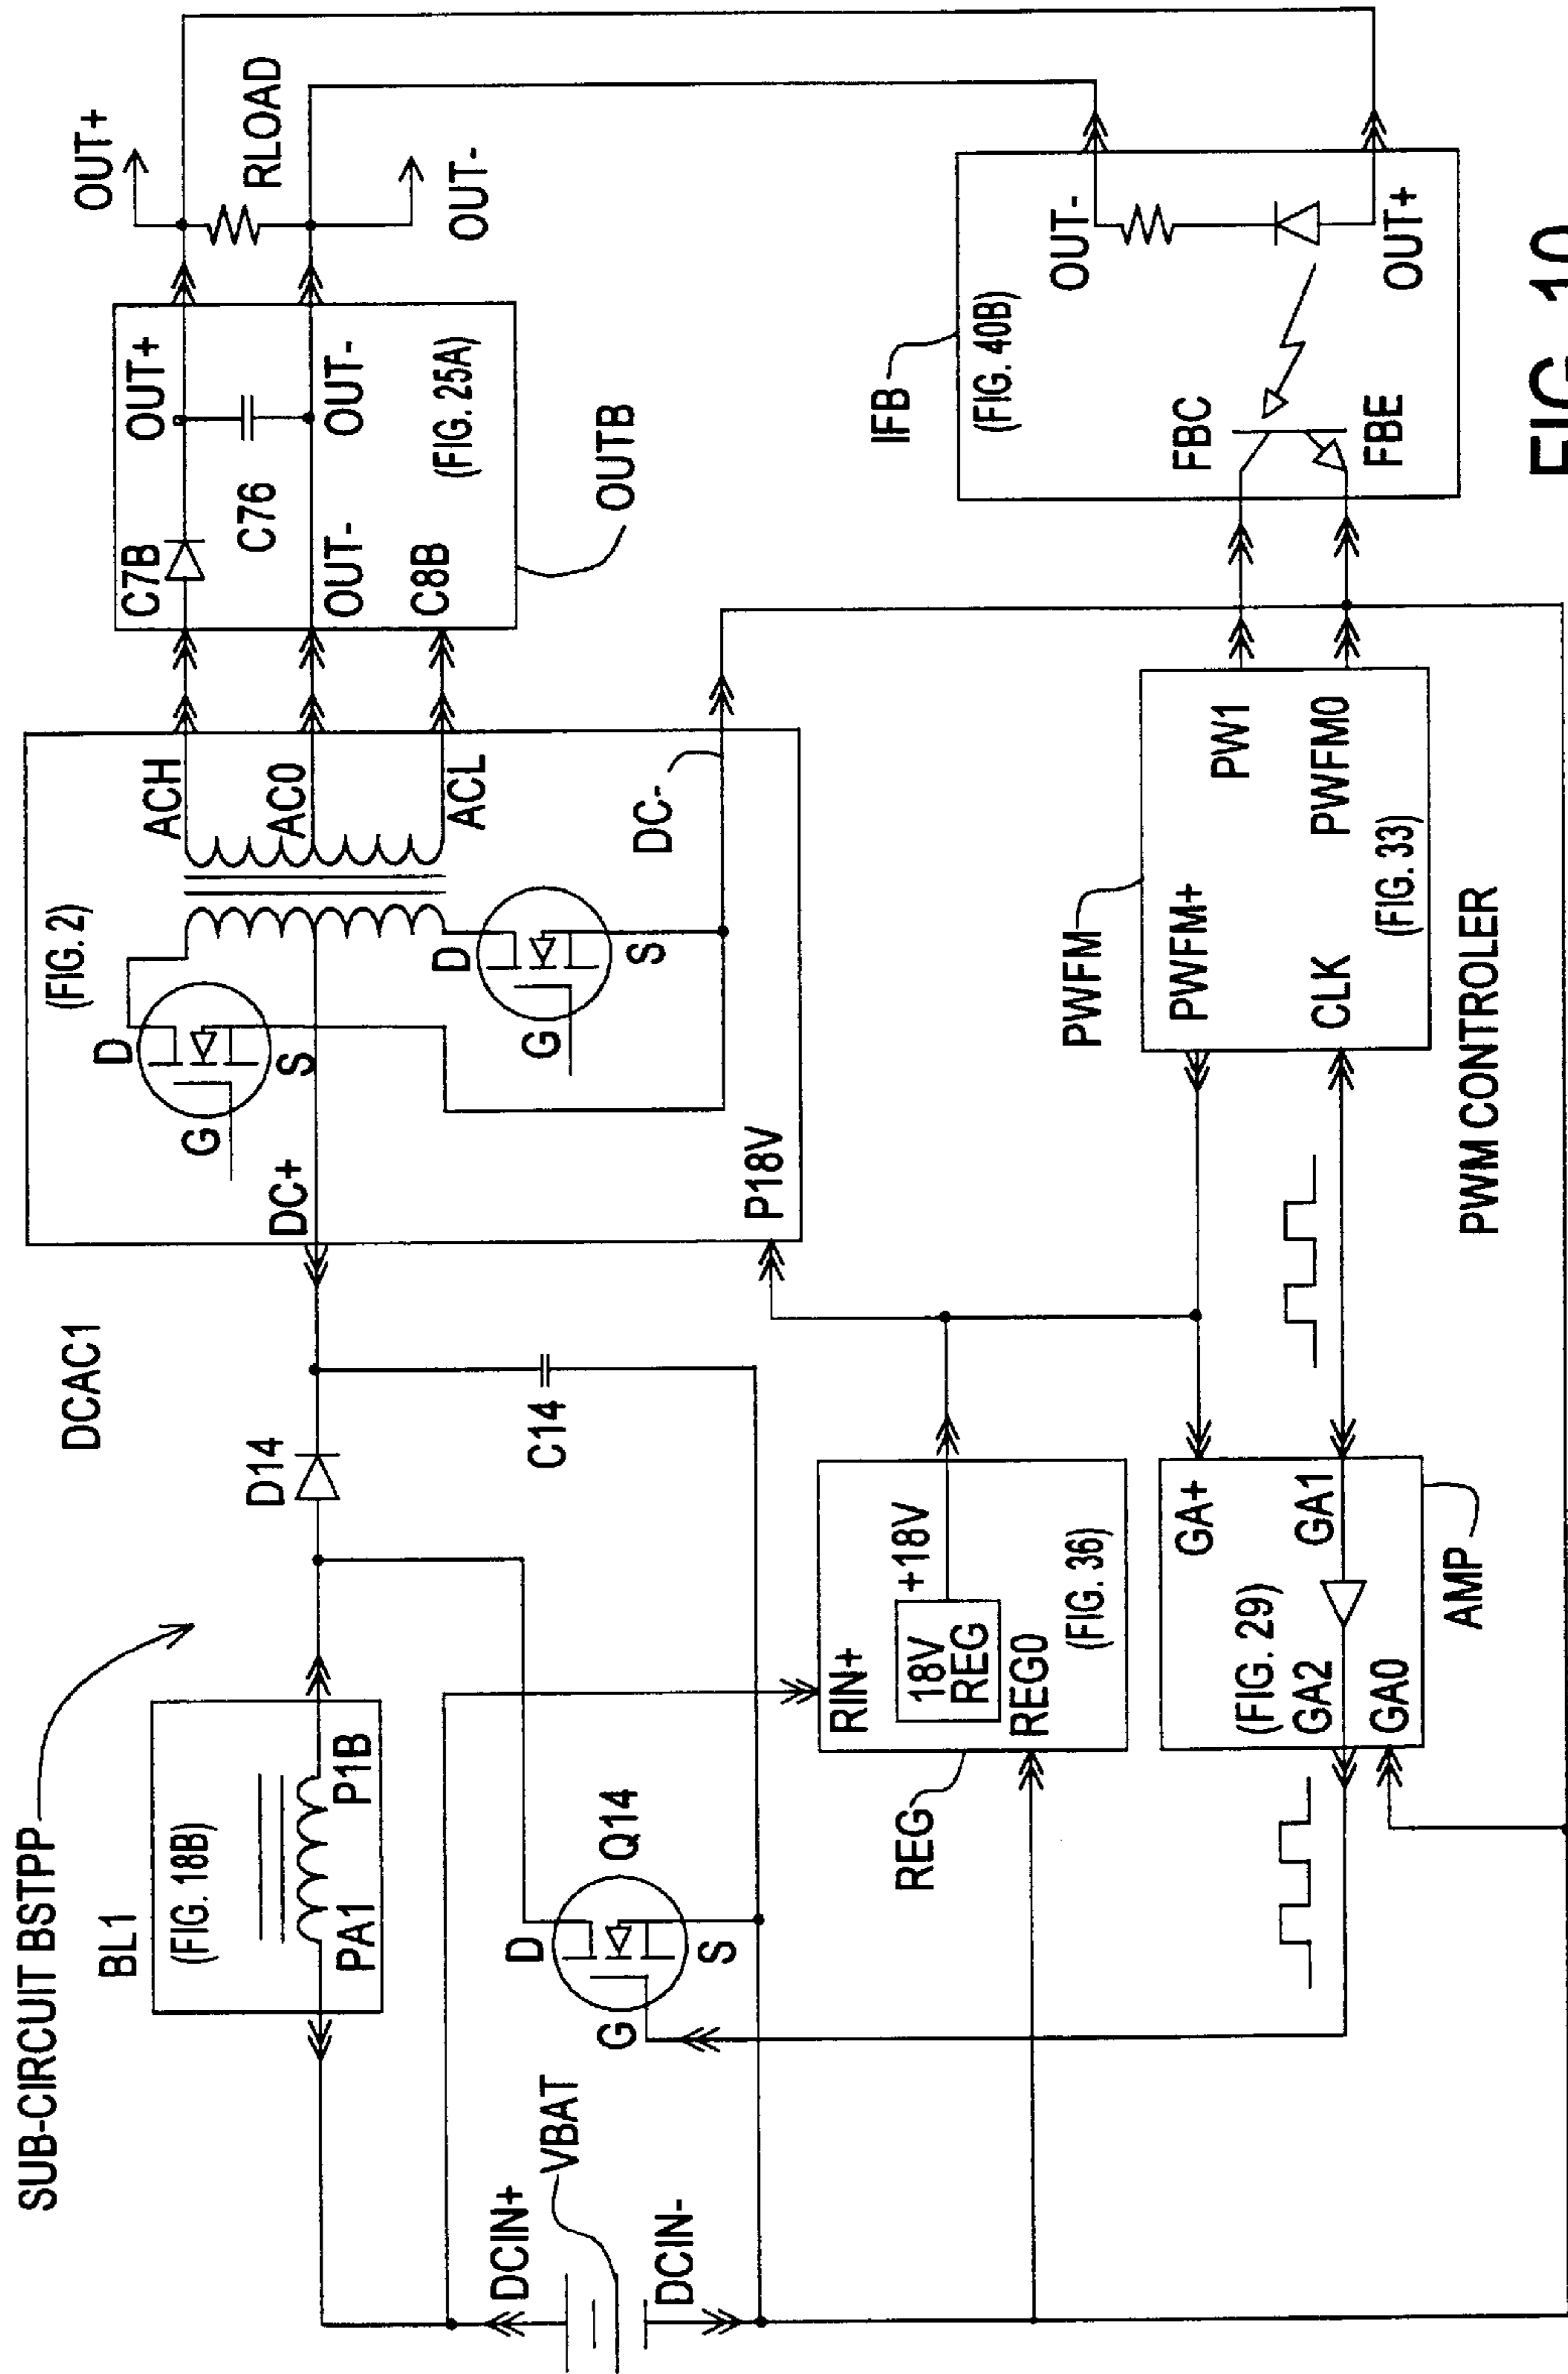 SUB-CIRCUIT BSTPP
BL1
(FIG. 18B)
PA1
P1B
DCIN+
VBAT
DCIN-
D
G
S
Q14
D14
C14
DCAC1
(FIG. 2)
DC+
D
G
S
D
G
S
ACH
AC0
ACL
DC-
P18V
C7B
OUT+
C76
OUT-
OUT-
C8B
(FIG. 25A)
OUTB
OUT+
RLOAD
OUT-
REG
RIN+
18V
REG
+18V
REG0
(FIG. 36)
(FIG. 29)
GA+
GA2
GA1
GA0
AMP
PWFM
PWFM+
PW1
CLK
PWFM0
(FIG. 33)
PWM CONTROLER
IFB
(FIG. 40B)
FBC
FBE
OUT-
OUT+
FIG. 10